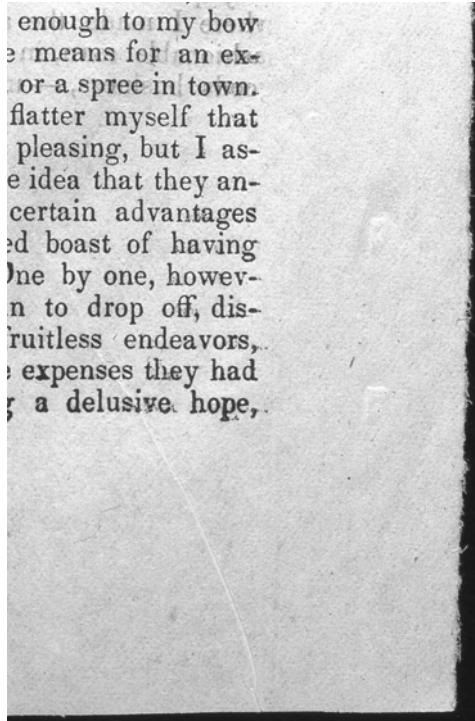 enough to my bow
means for an ex-
or a spree in town.
flatter myself that
pleasing, but I as-
idea that they an-
certain advantages
boast of having
One by one, howev-
to drop off, dis-
fruitless endeavors,
expenses they had
a delusive hope,